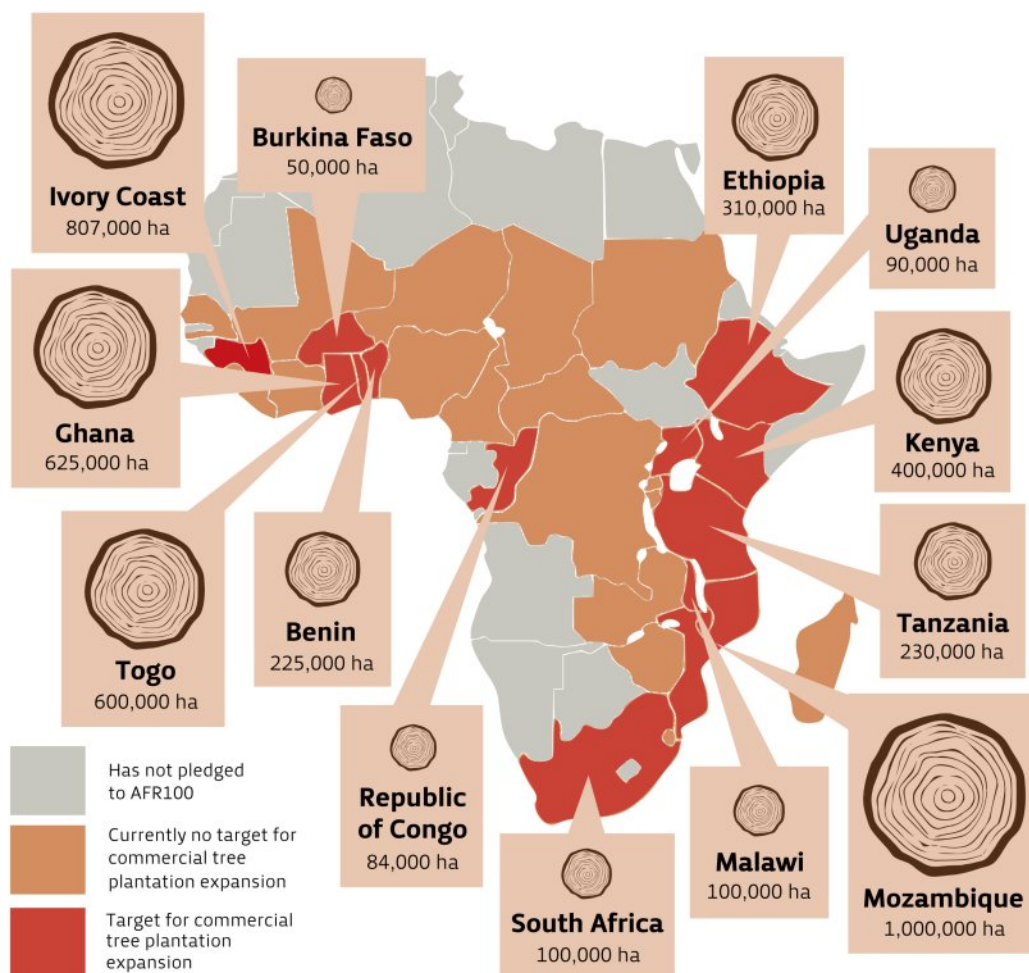 Ivory Coast
807,000 ha
Burkina Faso
50,000 ha
Ethiopia
310,000 ha
Uganda
90,000 ha
Ghana
625,000 ha
Kenya
400,000 ha
Togo
600,000 ha
Benin
225,000 ha
Tanzania
230,000 ha
Republic
of Congo
84,000 ha
South Africa
100,000 ha
Malawi
100,000 ha
Mozambique
1,000,000 ha
Has not pledged
to AFR100
Currently no target for
commercial tree
plantation expansion
Target for commercial
tree plantation
expansion